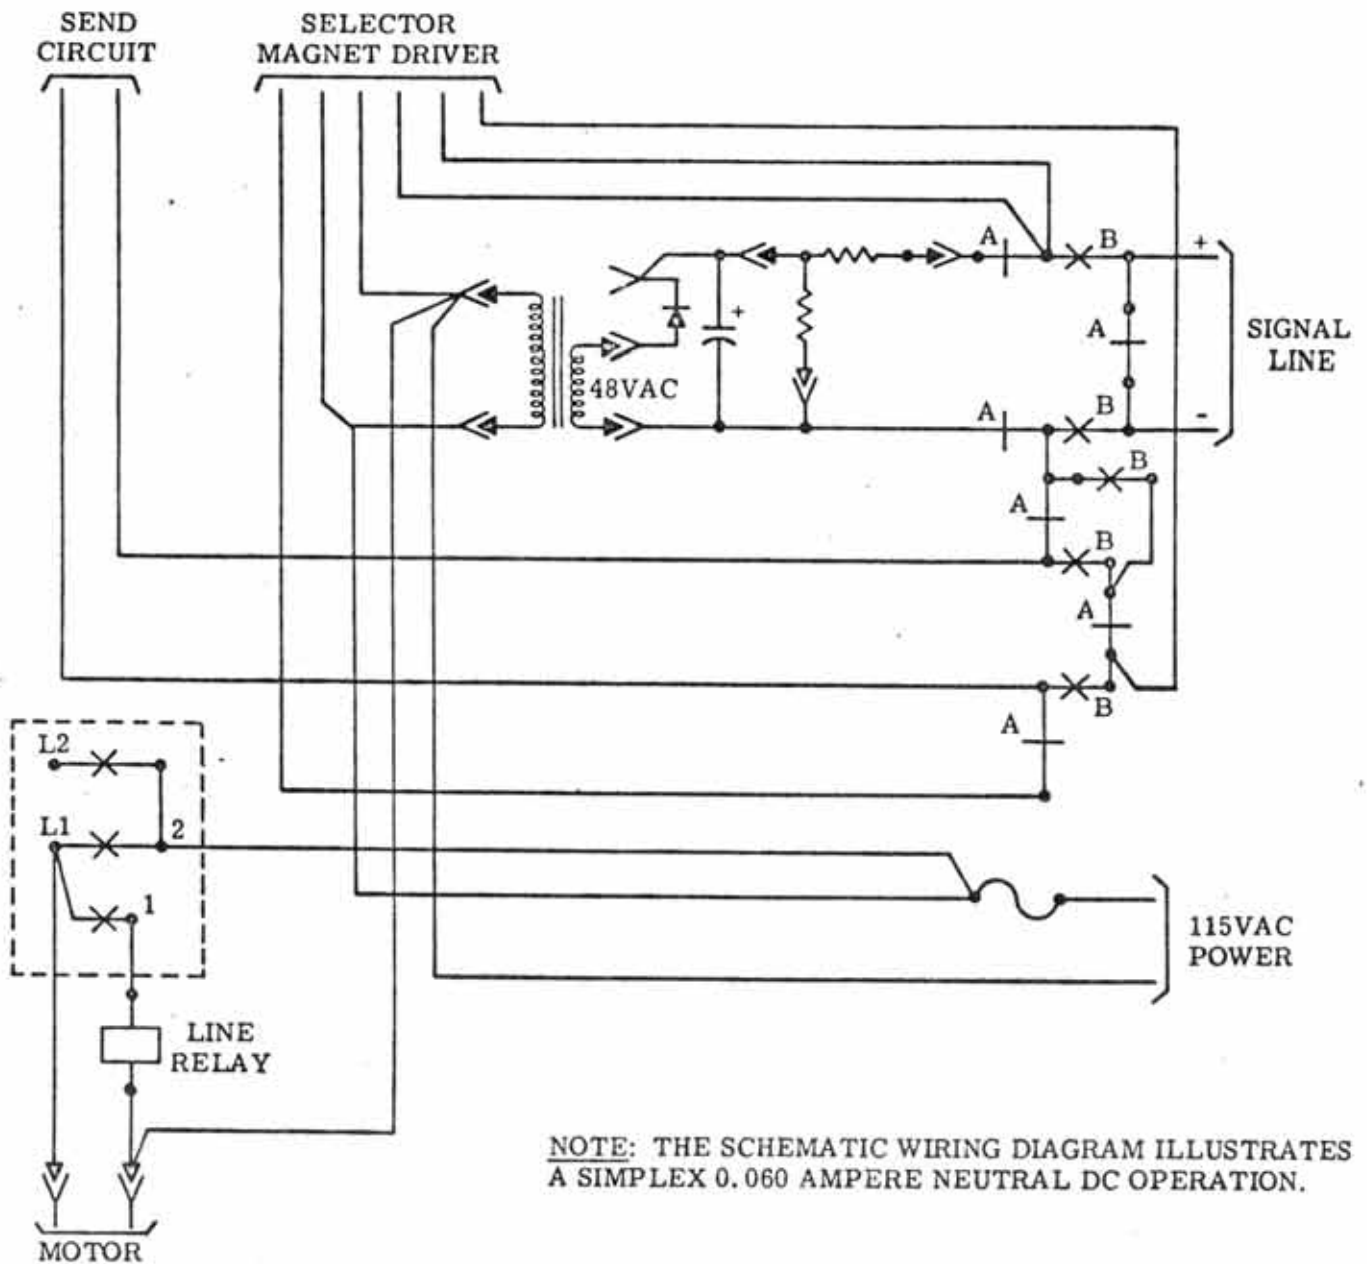 SEND
CIRCUIT
SELECTOR
MAGNET DRIVER
A
B
+
+
A
SIGNAL
LINE
48VAC
A
B
-
B
A
B
A
B
A
L2
L1
2
1
115VAC
POWER
LINE
RELAY
NOTE: THE SCHEMATIC WIRING DIAGRAM ILLUSTRATES
A SIMPLEX 0.060 AMPERE NEUTRAL DC OPERATION.
MOTOR